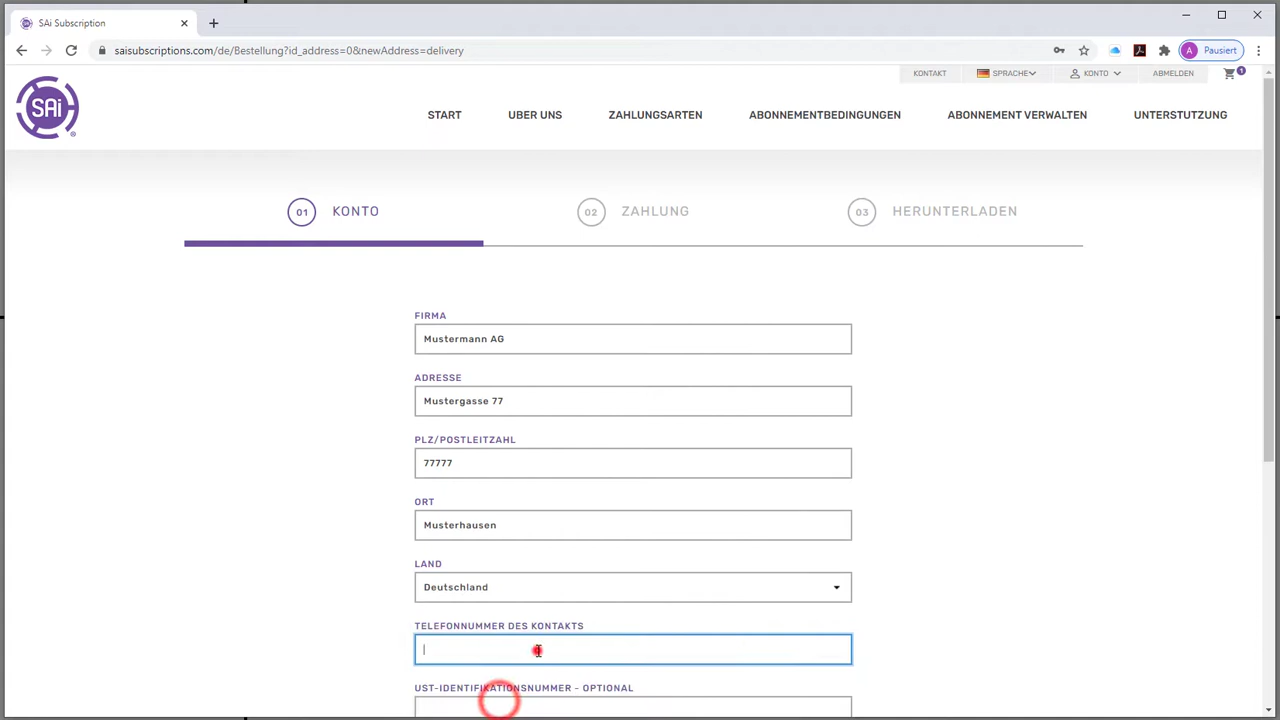 SAi Subscription
saisubscriptions.com/de/Bestellung?id_address=0&newAddress=delivery
A Pausiert
KONTAKT SPRACHE KONTO ABMELDEN 1
SAi
START UBER UNS ZAHLUNGSARTEN ABONNEMENTBEDINGUNGEN ABONNEMENT VERWALTEN UNTERSTUTZUNG
01 KONTO 02 ZAHLUNG 03 HERUNTERLADEN
FIRMA
Mustermann AG
ADRESSE
Mustergasse 77
PLZ/POSTLEITZAHL
77777
ORT
Musterhausen
LAND
Deutschland
TELEFONNUMMER DES KONTAKTS
UST-IDENTIFIKATIONSNUMMER - OPTIONAL